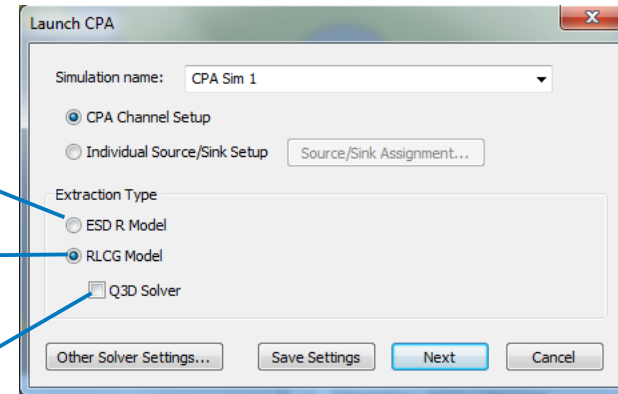 Launch CPA
Simulation name: CPA Sim 1
CPA Channel Setup
Individual Source/Sink Setup Source/Sink Assignment...
Extraction Type
ESD R Model
RLCG Model
Q3D Solver
Other Solver Settings... Save Settings Next Cancel